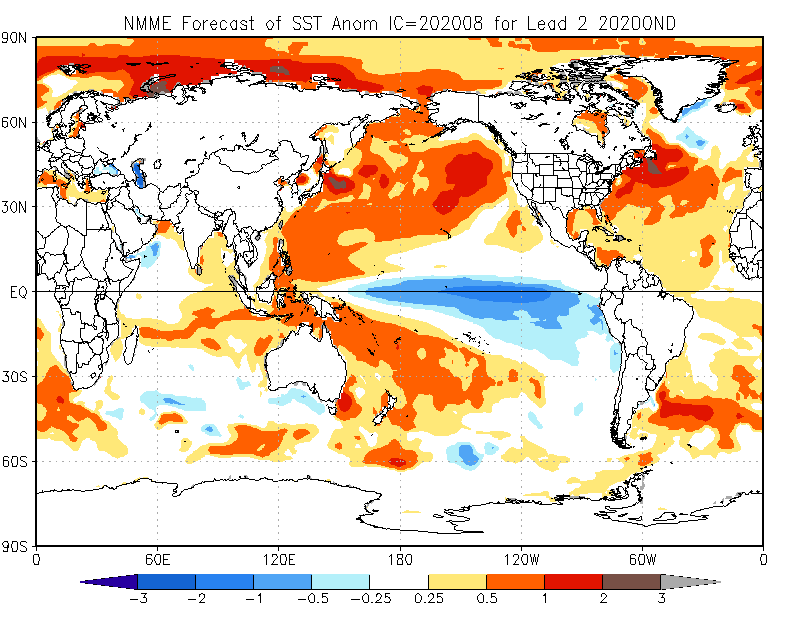 NMME Forecast of SST Anom IC=202008 for Lead 2 2020OND
90N
60N
30N
EQ
30S
60S
90S
0 60E 120E 180 120W 60W 0
-3 -2 -1 -0.5 -0.25 0.25 0.5 1 2 3